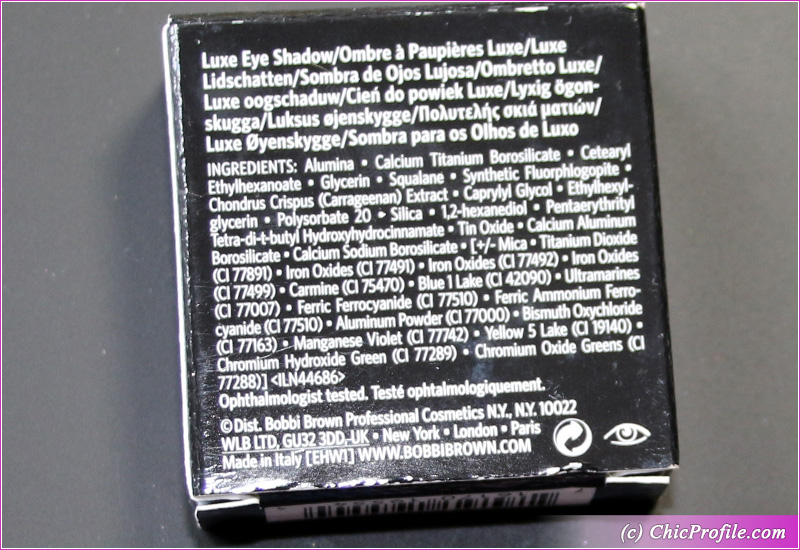 Luxe Eye Shadow/Ombre à Paupières Luxe/Luxe
Lidschatten/Sombra de Ojos Lujosa/Ombretto Luxe/
Luxe oogschaduw/Cień do powiek Luxe/Lyxig ögon-
skugga/Luksus øjenskygge/Πολυτελής σκιά ματιών/
Luxe Øyenskygge/Sombra para os Olhos de Luxo
INGREDIENTS: Alumina • Calcium Titanium Borosilicate • Cetearyl
Ethylhexanoate • Glycerin • Squalane • Synthetic Fluorphlogopite •
Chondrus Crispus (Carrageenan) Extract • Caprylyl Glycol • Ethylhexyl-
glycerin • Polysorbate 20 • Silica • 1,2-hexanediol • Pentaerythrityl
Tetra-di-t-butyl Hydroxyhydrocinnamate • Tin Oxide • Calcium Aluminum
Borosilicate • Calcium Sodium Borosilicate • [+/- Mica • Titanium Dioxide
(CI 77891) • Iron Oxides (CI 77491) • Iron Oxides (CI 77492) • Iron Oxides
(CI 77499) • Carmine (CI 75470) • Blue 1 Lake (CI 42090) • Ultramarines
(CI 77007) • Ferric Ferrocyanide (CI 77510) • Ferric Ammonium Ferro-
cyanide (CI 77510) • Aluminum Powder (CI 77000) • Bismuth Oxychloride
(CI 77163) • Manganese Violet (CI 77742) • Yellow 5 Lake (CI 19140) •
Chromium Hydroxide Green (CI 77289) • Chromium Oxide Greens (CI
77288)] <ILN44686>
Ophthalmologist tested. Testé ophtalmologiquement.
© Dist. Bobbi Brown Professional Cosmetics N.Y., N.Y. 10022
WLB LTD, GU32 3DD,-UK • New York • London • Paris
Made in Italy [EHW1] WWW.BOBBIBROWN.COM
(c) ChicProfile.com